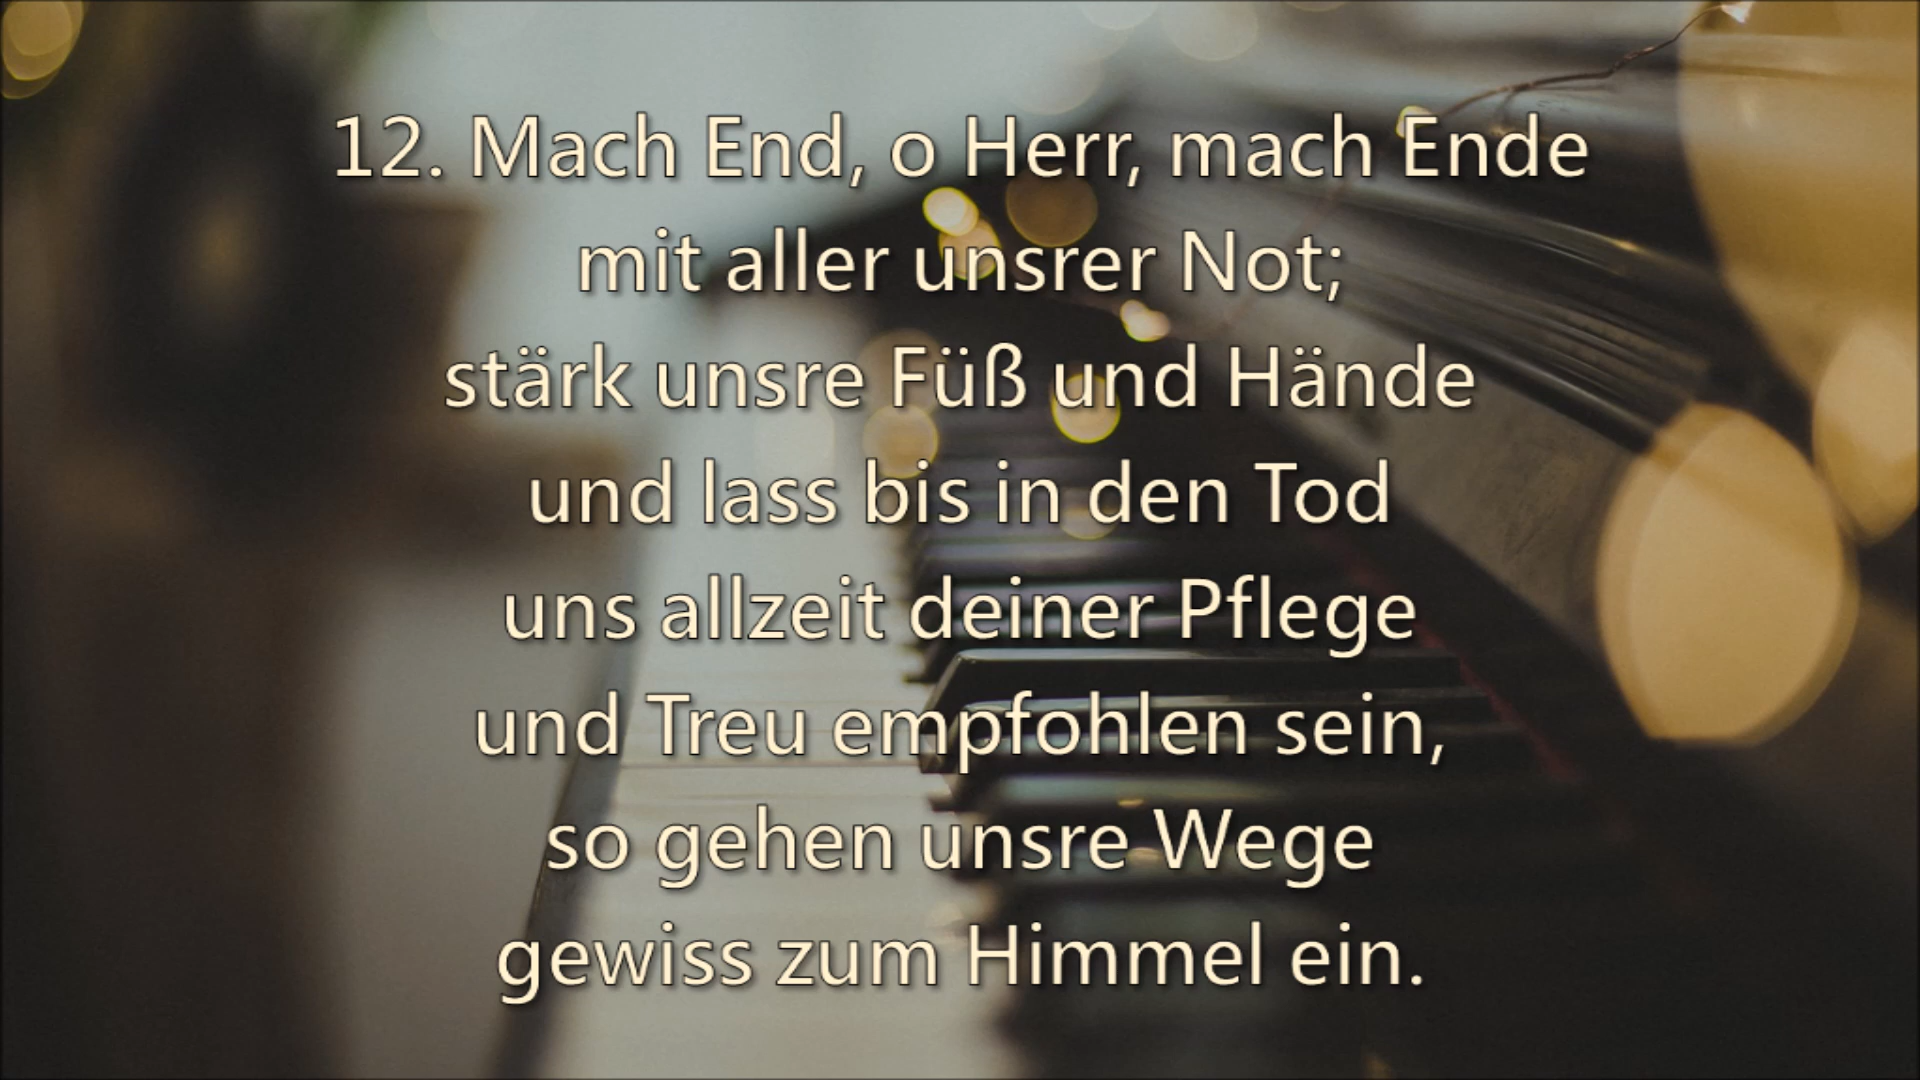 12. Mach End, o Herr, mach Ende
mit aller unsrer Not;
stärk unsre Füß und Hände
und lass bis in den Tod
uns allzeit deiner Pflege
und Treu empfohlen sein,
so gehen unsre Wege
gewiss zum Himmel ein.